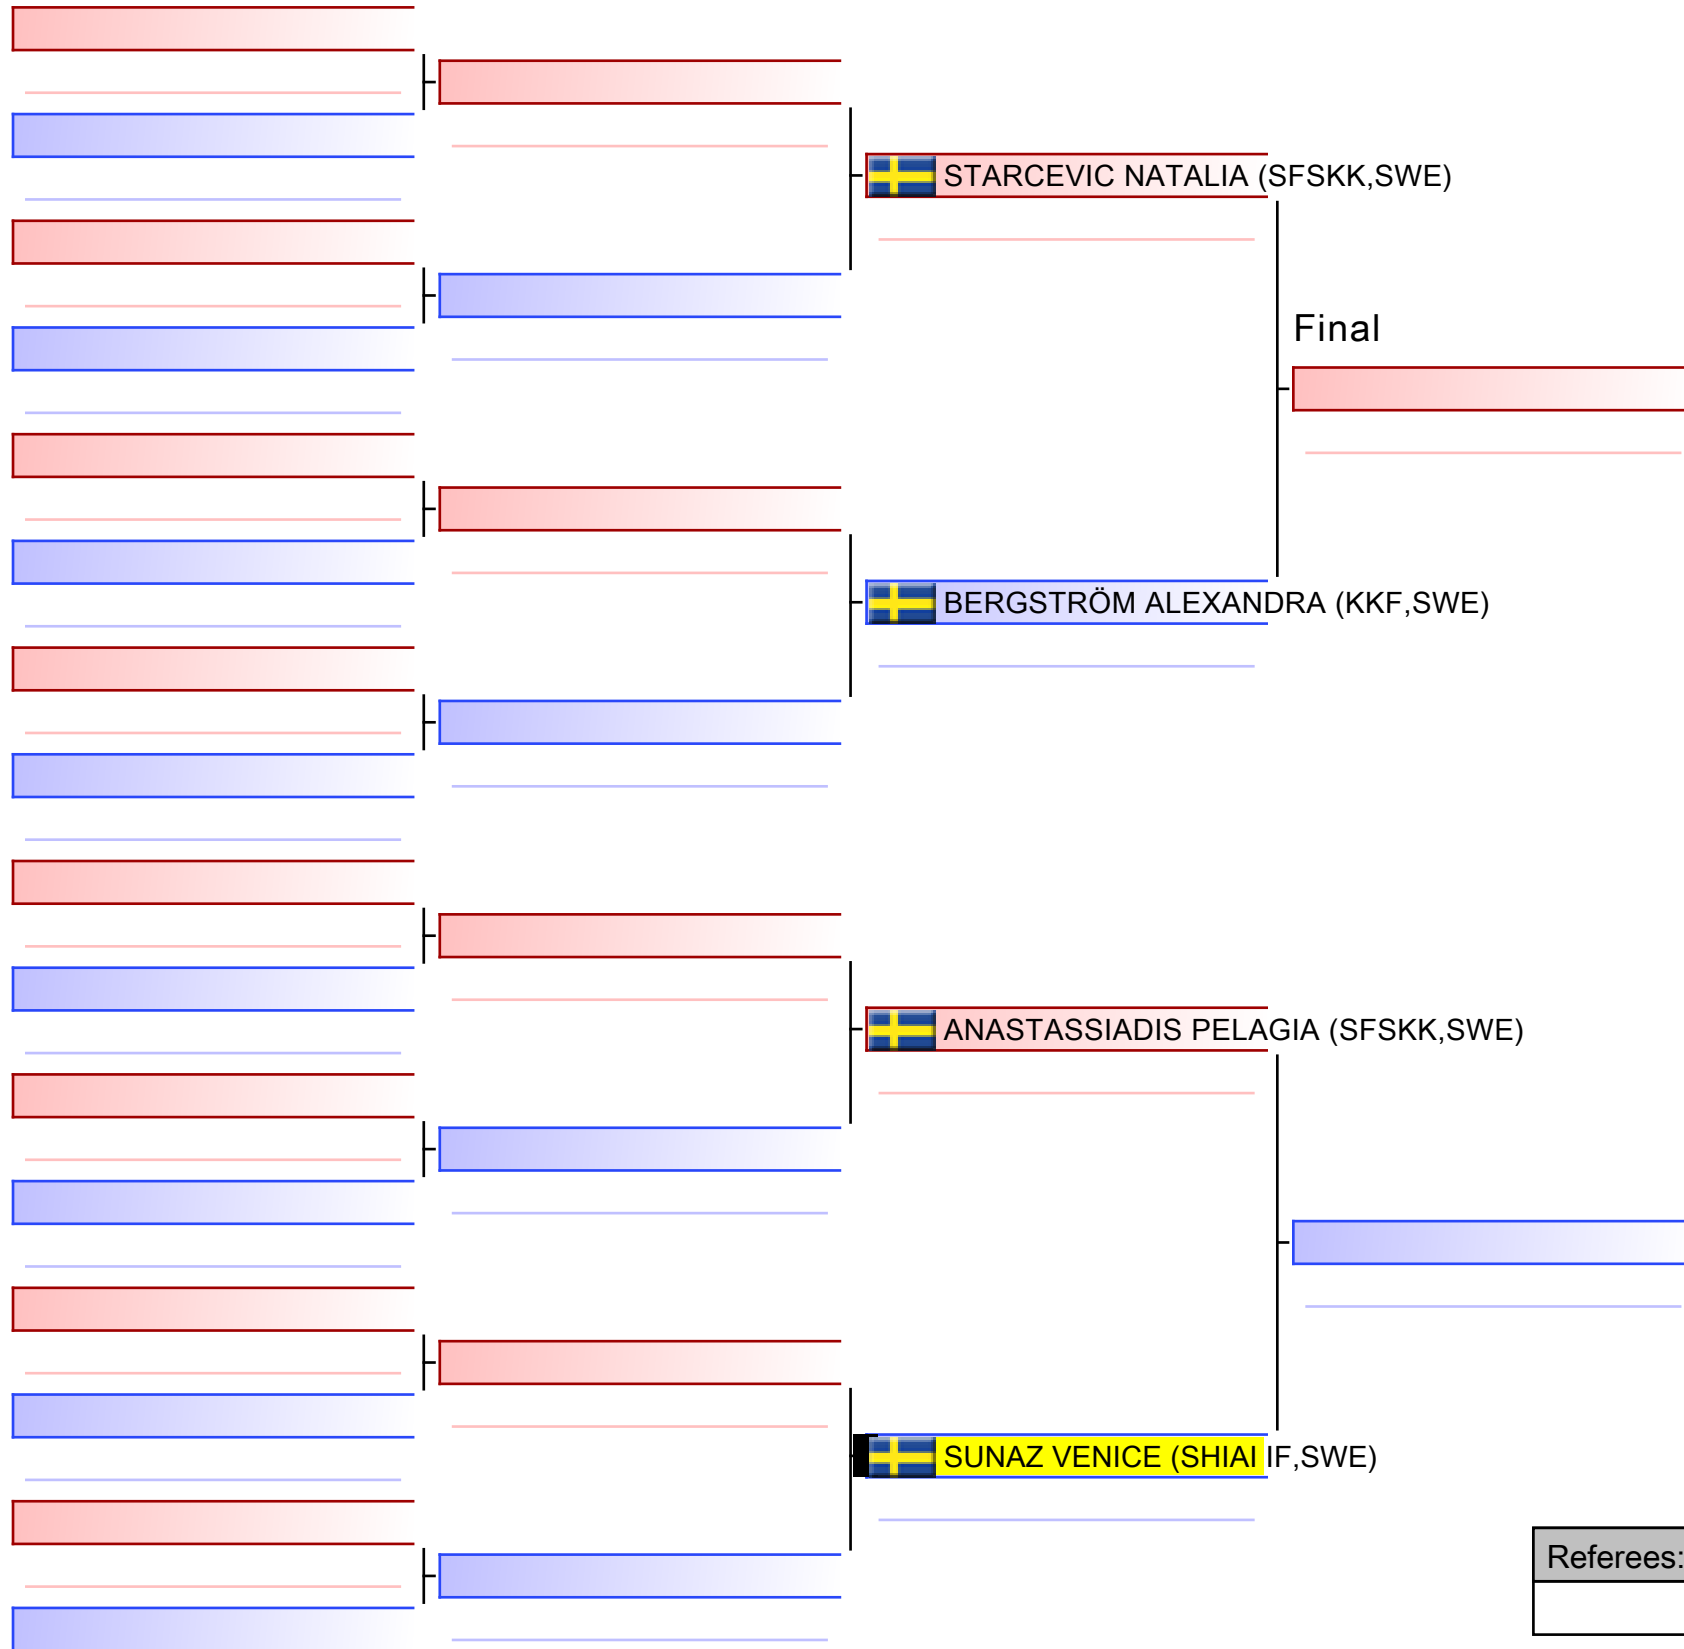 STARCEVIC NATALIA (SFSKK,SWE)
Final
BERGSTRÖM ALEXANDRA (KKF,SWE)
ANASTASSIADIS PELAGIA (SFSKK,SWE)
SUNAZ VENICE (SHIAI IF,SWE)
Referees: